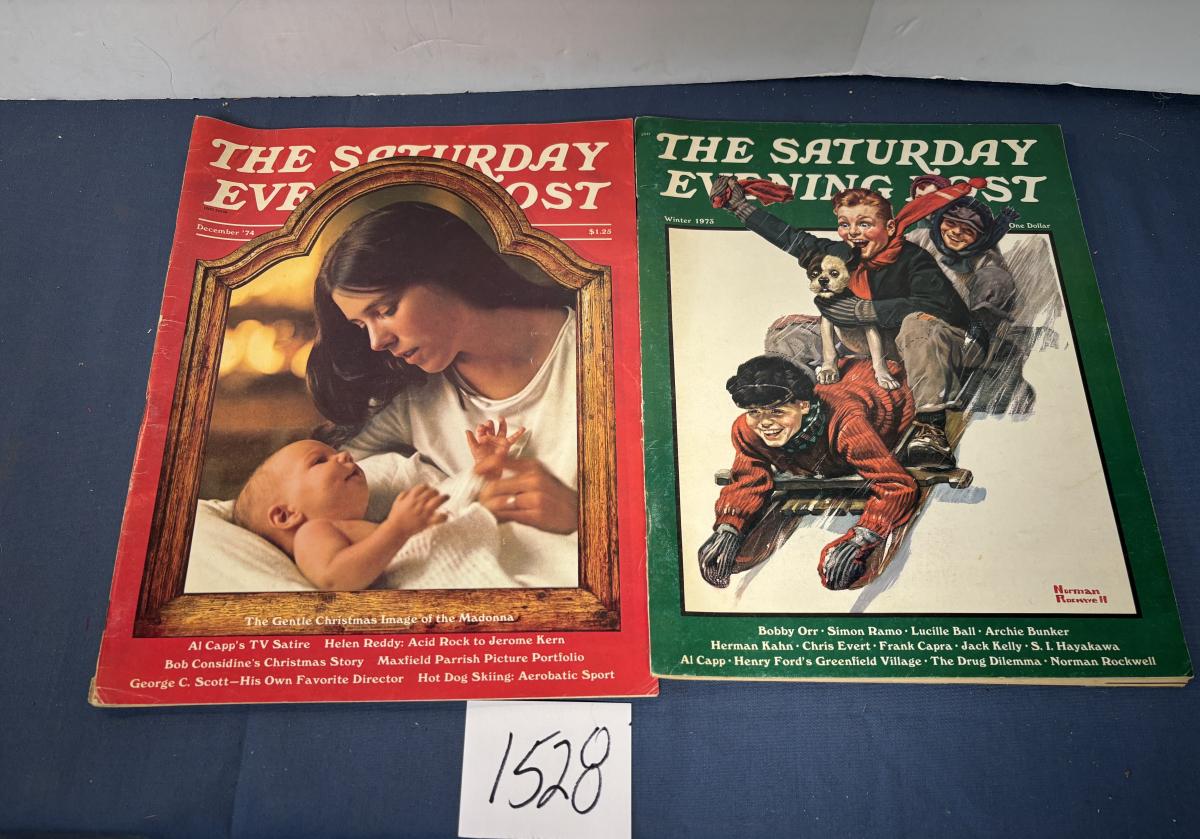 THE SATURDAY
EVENING POST
December '74
$1.25
The Gentle Christmas Image of the Madonna
Al Capp's TV Satire Helen Reddy: Acid Rock to Jerome Kern
Bob Considine's Christmas Story Maxfield Parrish Picture Portfolio
George C. Scott—His Own Favorite Director Hot Dog Skiing: Aerobatic Sport
THE SATURDAY
EVENING POST
Winter 1973
One Dollar
Norman
Rockwell
Bobby Orr · Simon Ramo · Lucille Ball · Archie Bunker
Herman Kahn · Chris Evert · Frank Capra · Jack Kelly · S. I. Hayakawa
Al Capp · Henry Ford's Greenfield Village · The Drug Dilemma · Norman Rockwell
1528